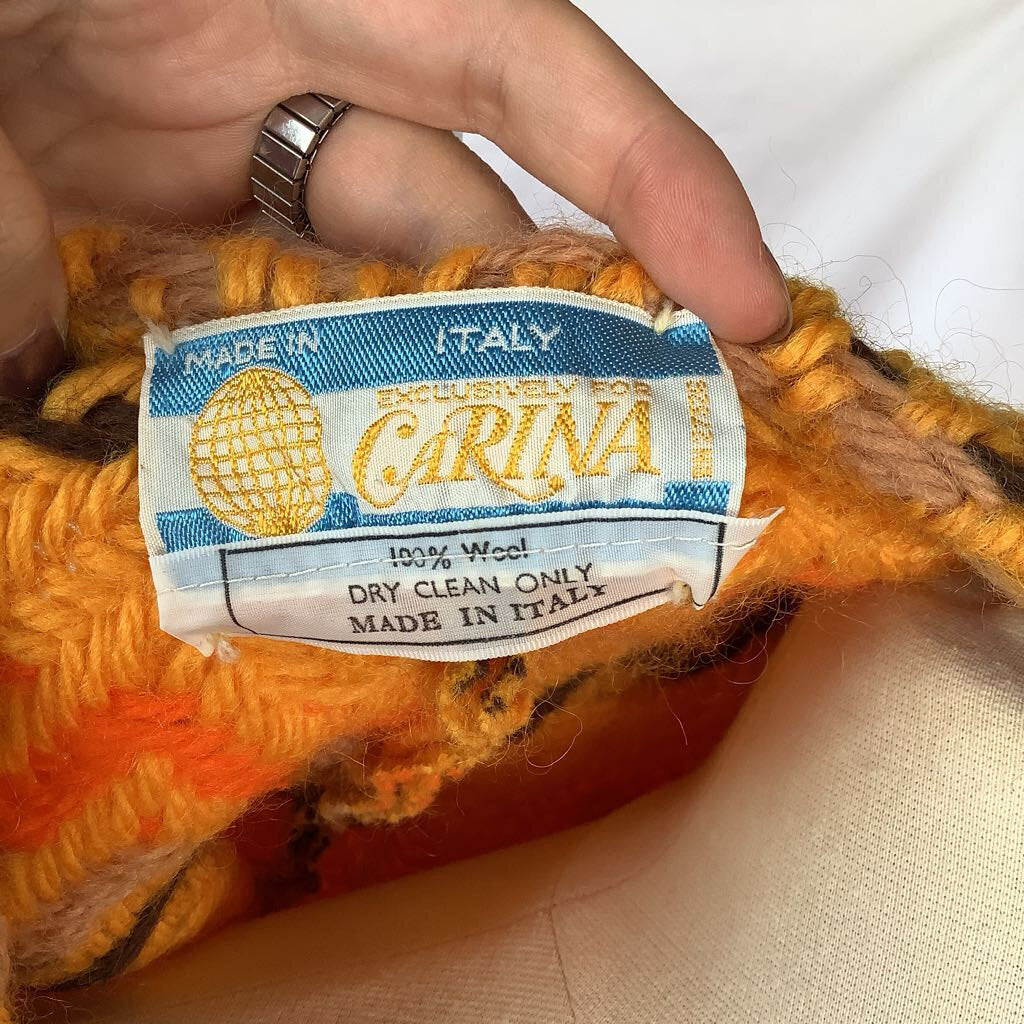 MADE IN ITALY
EXCLUSIVELY FOR
CARINA
100% Wool
DRY CLEAN ONLY
MADE IN ITALY